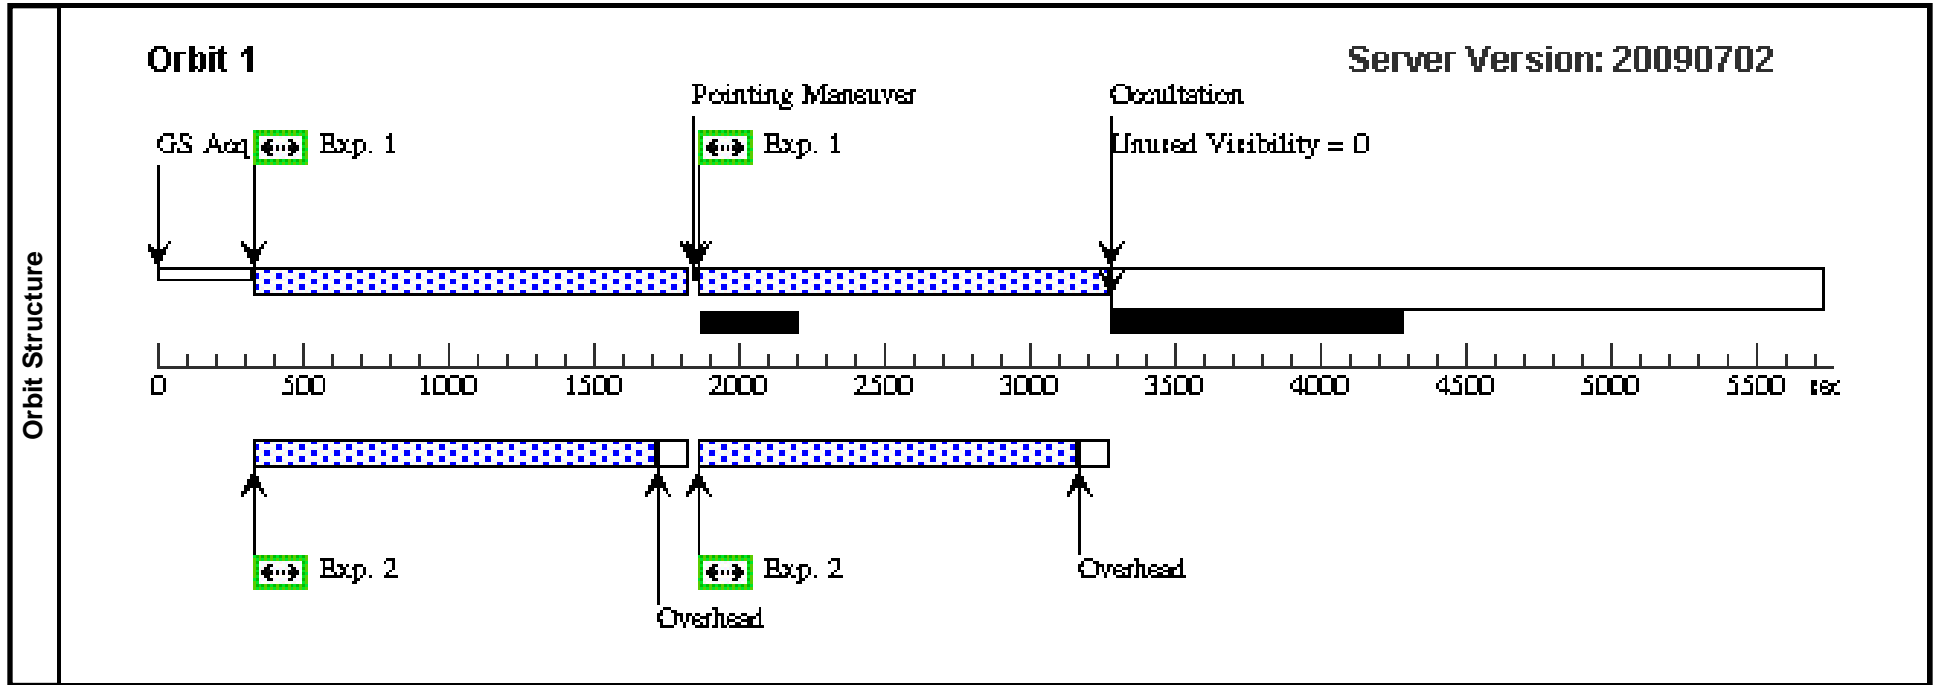 Orbit Structure
Orbit 1
Server Version: 20090702
Pointing Maneuver
Occultation
GS Acq
Exp. 1
Exp. 1
Unused Visibility = 0
0 500 1000 1500 2000 2500 3000 3500 4000 4500 5000 5500 sec
Exp. 2
Exp. 2
Overhead
Overhead